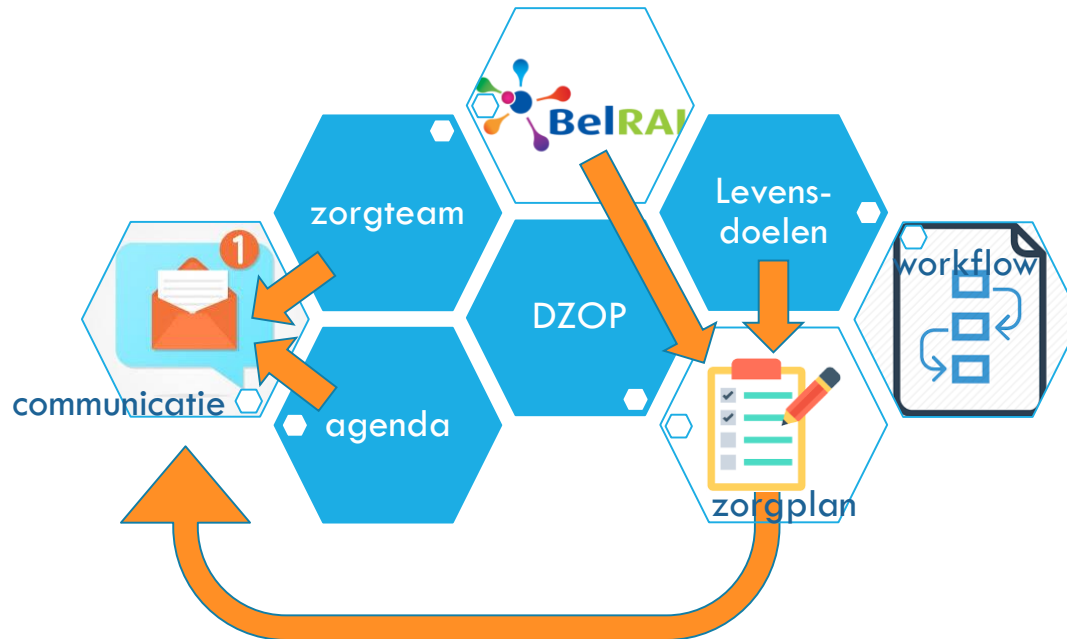 BelRAI
zorgteam
Levens-
doelen
1
workflow
DZOP
communicatie
agenda
zorgplan